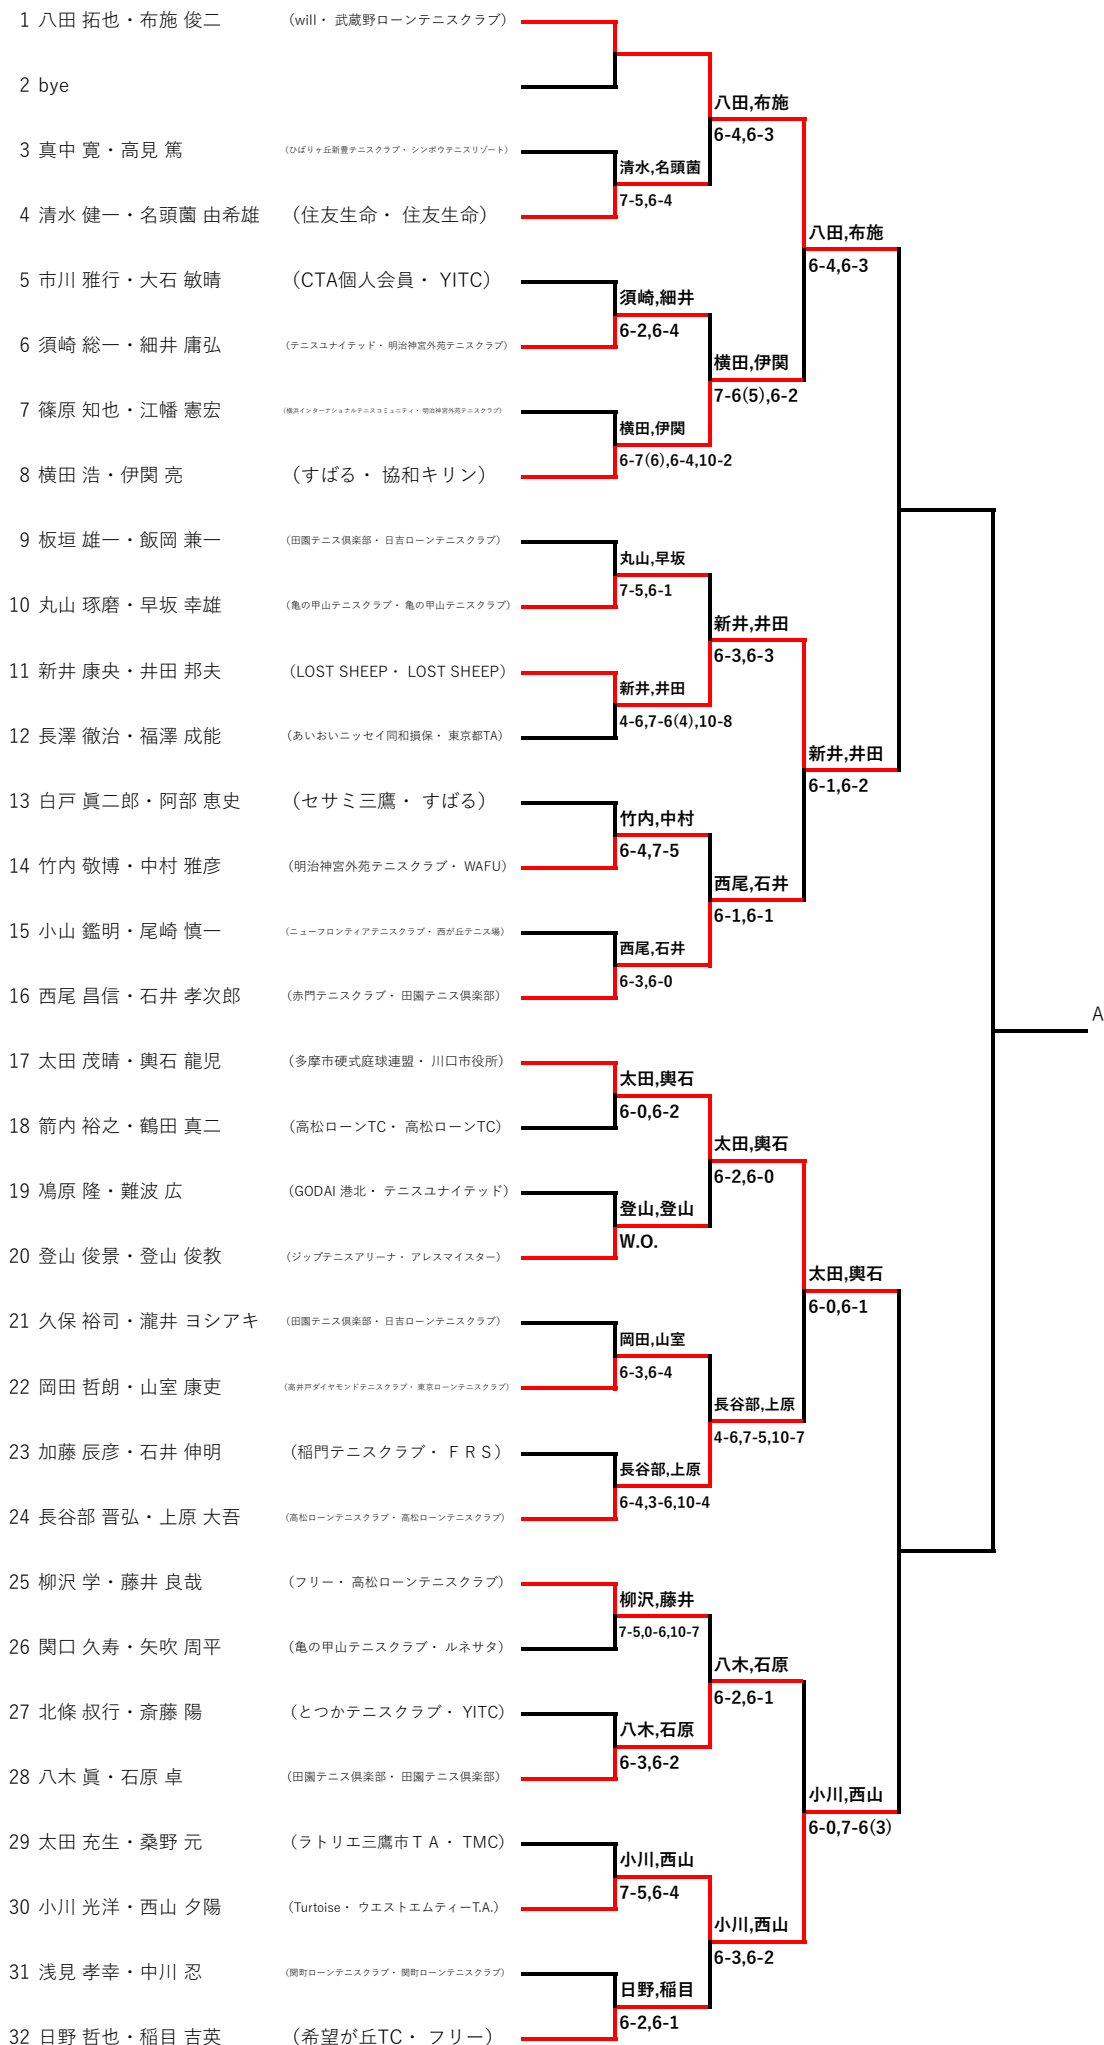 1 八田 拓也・布施 俊二 （will・ 武蔵野ローンテニスクラブ）
2 bye
八田,布施
6-4,6-3
3 真中 寛・高見 篤 （ひばりヶ丘新豊テニスクラブ・ シンポウテニスリゾート）
清水,名頭薗
7-5,6-4
4 清水 健一・名頭薗 由希雄 （住友生命・ 住友生命）
八田,布施
6-4,6-3
5 市川 雅行・大石 敏晴 （CTA個人会員・ YITC）
須崎,細井
6-2,6-4
6 須崎 総一・細井 庸弘 （テニスユナイテッド・ 明治神宮外苑テニスクラブ）
横田,伊関
7-6(5),6-2
7 篠原 知也・江幡 憲宏 （横浜インターナショナルテニスコミュニティ・ 明治神宮外苑テニスクラブ）
横田,伊関
6-7(6),6-4,10-2
8 横田 浩・伊関 亮 （すばる・ 協和キリン）
9 板垣 雄一・飯岡 兼一 （田園テニス倶楽部・ 日吉ローンテニスクラブ）
丸山,早坂
7-5,6-1
10 丸山 琢磨・早坂 幸雄 （亀の甲山テニスクラブ・ 亀の甲山テニスクラブ）
新井,井田
6-3,6-3
11 新井 康央・井田 邦夫 （LOST SHEEP・ LOST SHEEP）
新井,井田
4-6,7-6(4),10-8
12 長澤 徹治・福澤 成能 （あいおいニッセイ同和損保・ 東京都TA）
新井,井田
6-1,6-2
13 白戸 眞二郎・阿部 恵史 （セサミ三鷹・ すばる）
竹内,中村
6-4,7-5
14 竹内 敬博・中村 雅彦 （明治神宮外苑テニスクラブ・ WAFU）
西尾,石井
6-1,6-1
15 小山 鑑明・尾崎 慎一 （ニューフロンティアテニスクラブ・ 西が丘テニス場）
西尾,石井
6-3,6-0
16 西尾 昌信・石井 孝次郎 （赤門テニスクラブ・ 田園テニス倶楽部）
A
17 太田 茂晴・輿石 龍児 （多摩市硬式庭球連盟・ 川口市役所）
太田,輿石
6-0,6-2
18 箭内 裕之・鶴田 真二 （高松ローンTC・ 高松ローンTC）
太田,輿石
6-2,6-0
19 鳰原 隆・難波 広 （GODAI 港北・ テニスユナイテッド）
登山,登山
W.O.
20 登山 俊景・登山 俊教 （ジップテニスアリーナ・ アレスマイスター）
太田,輿石
6-0,6-1
21 久保 裕司・瀧井 ヨシアキ （田園テニス倶楽部・ 日吉ローンテニスクラブ）
岡田,山室
6-3,6-4
22 岡田 哲朗・山室 康吏 （高井戸ダイヤモンドテニスクラブ・ 東京ローンテニスクラブ）
長谷部,上原
4-6,7-5,10-7
23 加藤 辰彦・石井 伸明 （稲門テニスクラブ・ ＦＲＳ）
長谷部,上原
6-4,3-6,10-4
24 長谷部 晋弘・上原 大吾 （高松ローンテニスクラブ・ 高松ローンテニスクラブ）
25 柳沢 学・藤井 良哉 （フリー・ 高松ローンテニスクラブ）
柳沢,藤井
7-5,0-6,10-7
26 関口 久寿・矢吹 周平 （亀の甲山テニスクラブ・ ルネサタ）
八木,石原
6-2,6-1
27 北條 叔行・斎藤 陽 （とつかテニスクラブ・ YITC）
八木,石原
6-3,6-2
28 八木 眞・石原 卓 （田園テニス倶楽部・ 田園テニス倶楽部）
小川,西山
6-0,7-6(3)
29 太田 充生・桑野 元 （ラトリエ三鷹市ＴＡ・ TMC）
小川,西山
7-5,6-4
30 小川 光洋・西山 夕陽 （Turtoise・ ウエストエムティーT.A.）
小川,西山
6-3,6-2
31 浅見 孝幸・中川 忍 （関町ローンテニスクラブ・ 関町ローンテニスクラブ）
日野,稲目
6-2,6-1
32 日野 哲也・稲目 吉英 （希望が丘TC・ フリー）